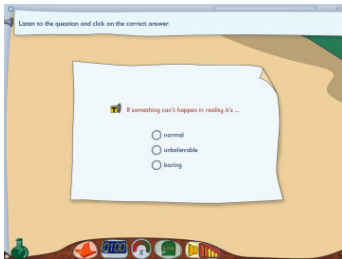 Listen to the question and click on the correct answer.
If something can't happen in reality it's ...
normal
unbelievable
boring